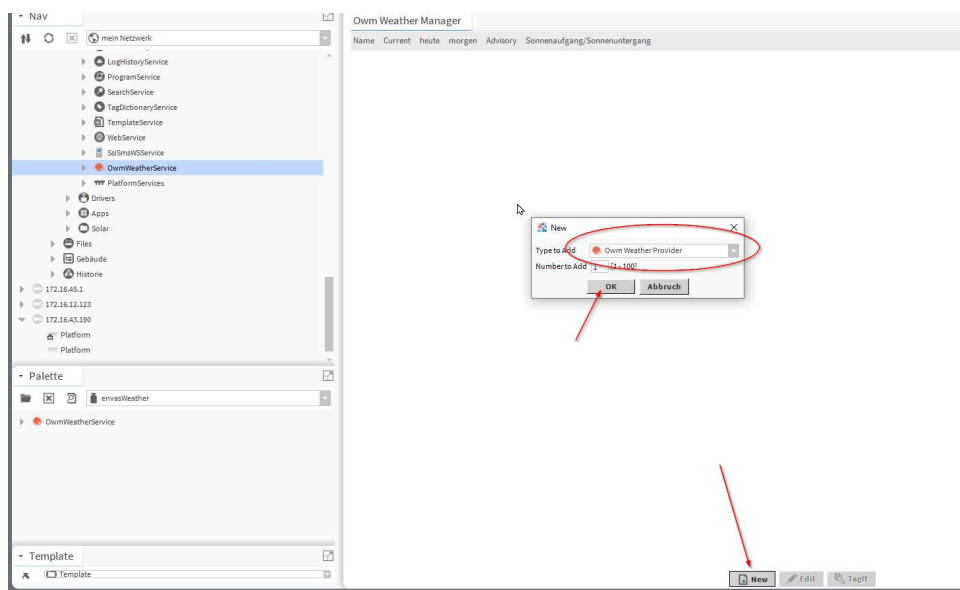 Nav
mein Netzwerk
LogHistoryService
ProgramService
SearchService
TagDictionaryService
TemplateService
WebService
SsiSmsWSService
OwmWeatherService
PlatformServices
Drivers
Apps
Solar
Files
Gebäude
Historie
172.16.45.1
172.16.12.123
172.16.43.190
Platform
Platform
Palette
envasWeather
OwmWeatherService
Template
Template
Owm Weather Manager
Name Current heute morgen Advisory Sonnenaufgang/Sonnenuntergang
New
Type to Add Owm Weather Provider
Number to Add 1 [1 - 100]
OK Abbruch
New Edit TagIt